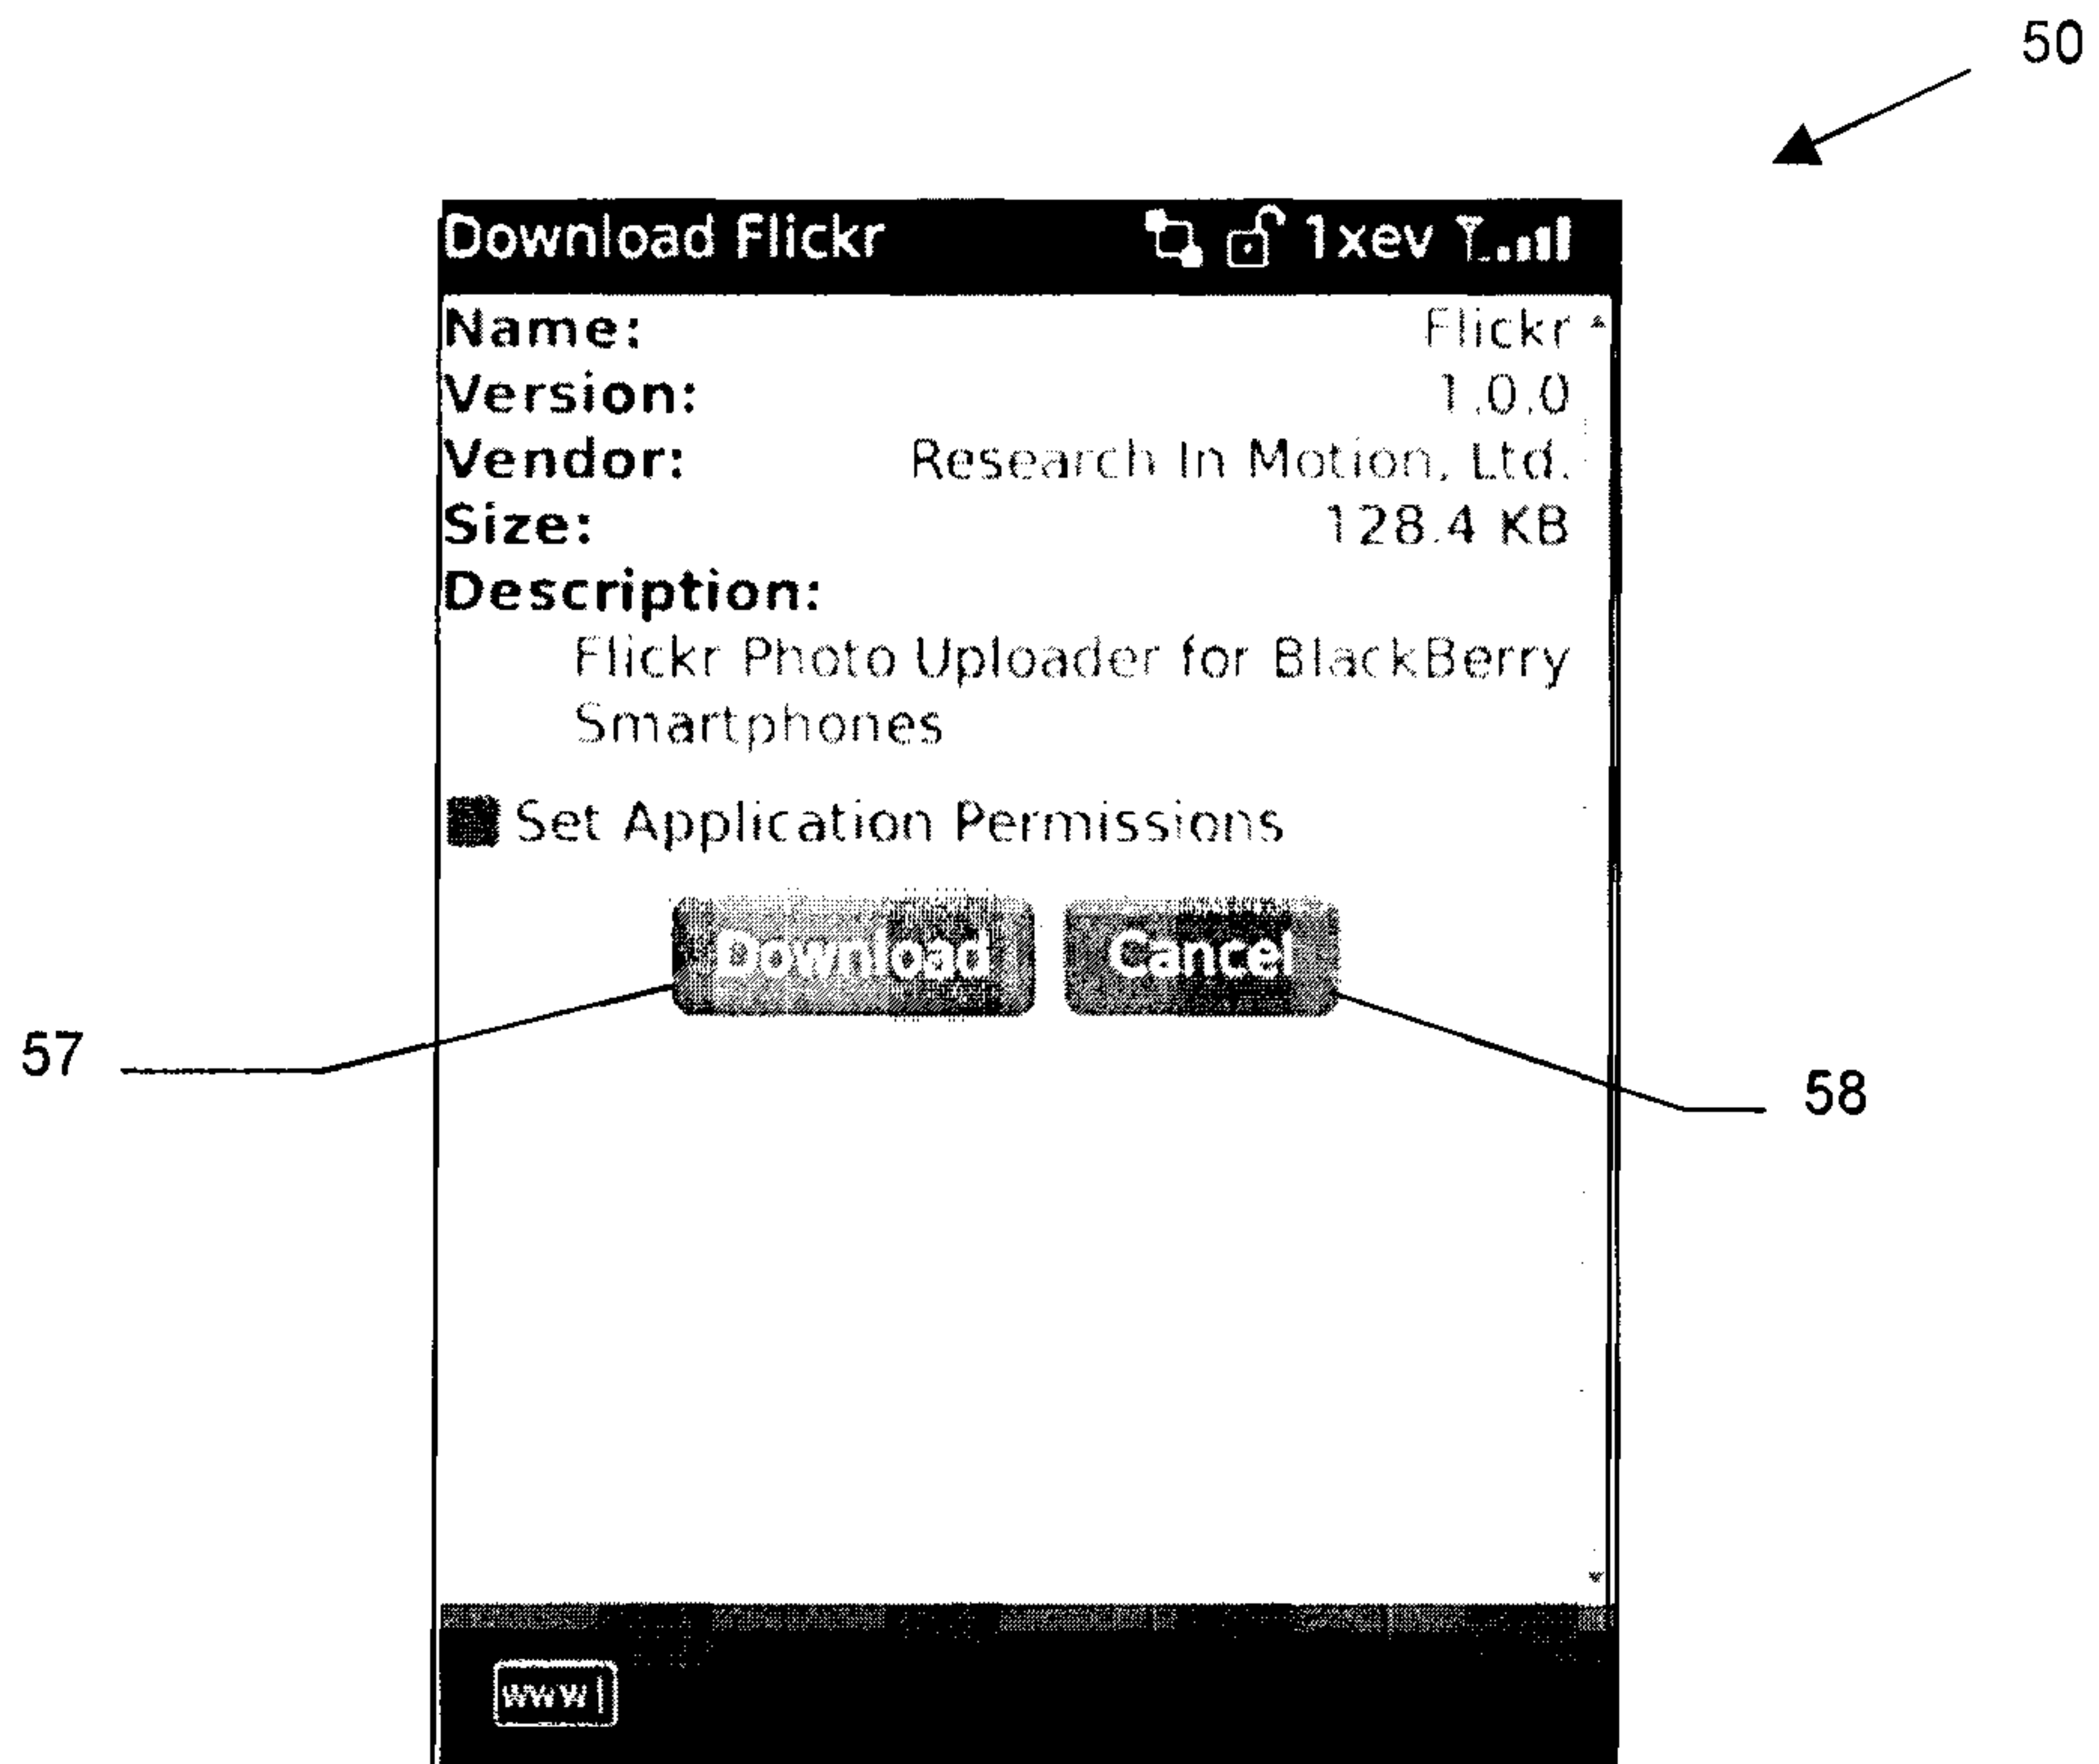 50
Download Flickr 1xev
Name: Flickr
Version: 1.0.0
Vendor: Research In Motion, Ltd.
Size: 128.4 KB
Description:
Flickr Photo Uploader for BlackBerry
Smartphones
Set Application Permissions
Download Cancel
57
58
www